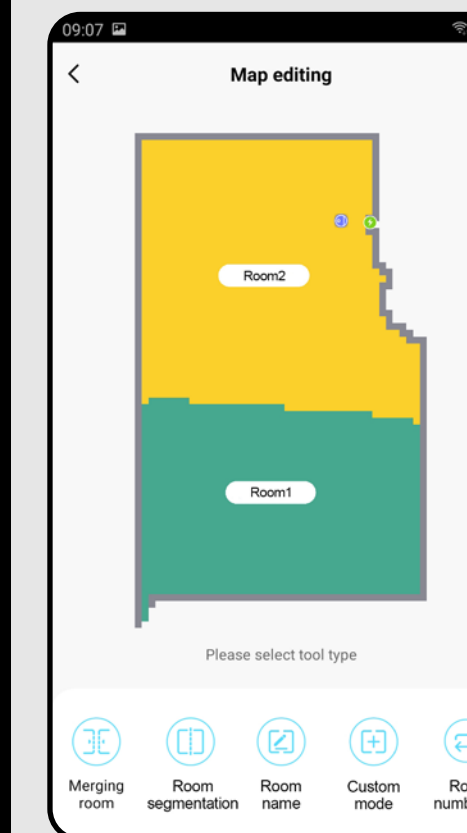 09:07
Map editing
Room2
Room1
Please select tool type
Merging
room
Room
segmentation
Room
name
Custom
mode